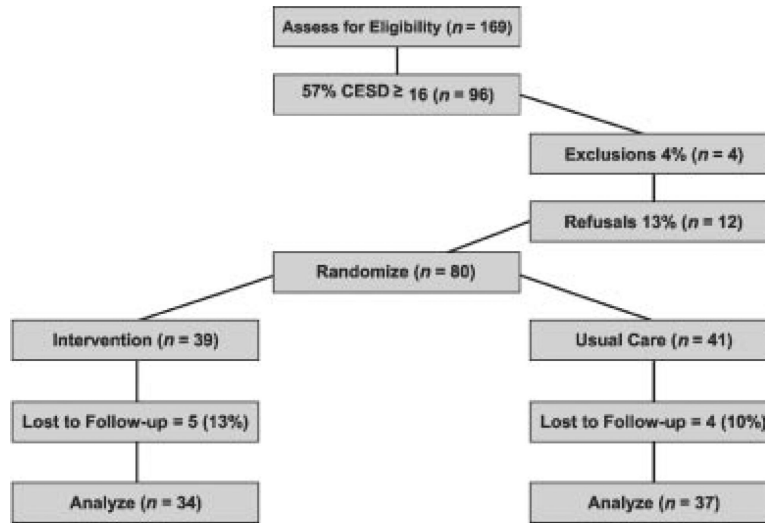 Assess for Eligibility (n = 169)
57% CESD ≥ 16 (n = 96)
Exclusions 4% (n = 4)
Refusals 13% (n = 12)
Randomize (n = 80)
Intervention (n = 39)
Usual Care (n = 41)
Lost to Follow-up = 5 (13%)
Lost to Follow-up = 4 (10%)
Analyze (n = 34)
Analyze (n = 37)